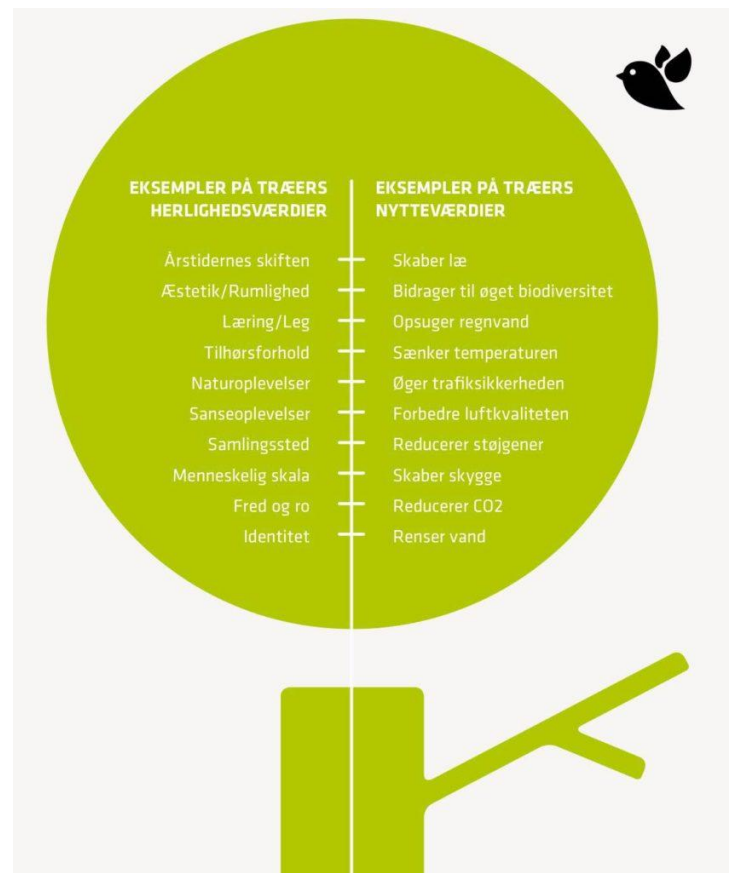 EKSEMPLER PÅ TRÆERS
HERLIGHEDSVÆRDIER
Årstidernes skiften
Æstetik/Rumlighed
Læring/Leg
Tilhørsforhold
Naturoplevelser
Sanseoplevelser
Samlingssted
Menneskelig skala
Fred og ro
Identitet
EKSEMPLER PÅ TRÆERS
NYTTEVÆRDIER
Skaber læ
Bidrager til øget biodiversitet
Opsuger regnvand
Sænker temperaturen
Øger trafiksikkerheden
Forbedre luftkvaliteten
Reducerer støjgener
Skaber skygge
Reducerer CO2
Renser vand